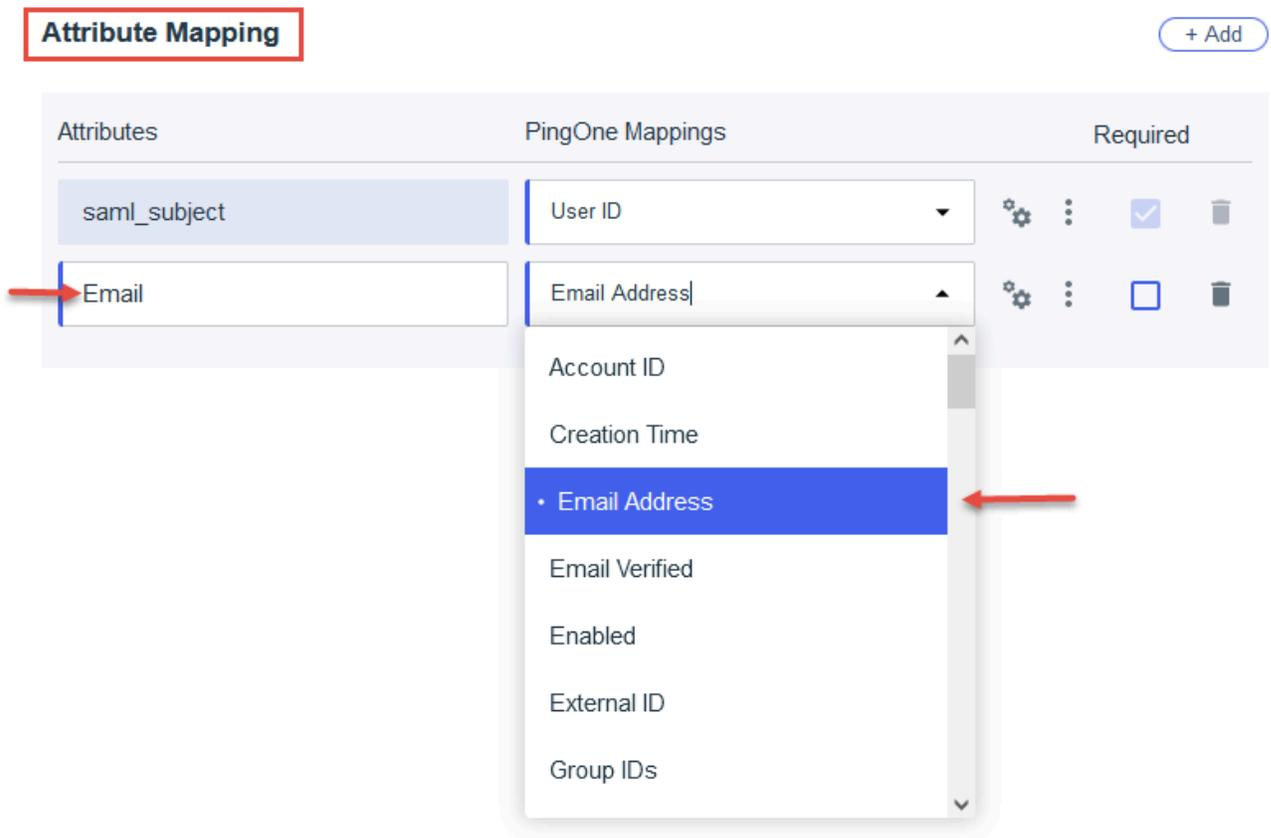 Attribute Mapping
+ Add
Attributes PingOne Mappings Required
saml_subject User ID
Email Email Address
Account ID
Creation Time
• Email Address
Email Verified
Enabled
External ID
Group IDs